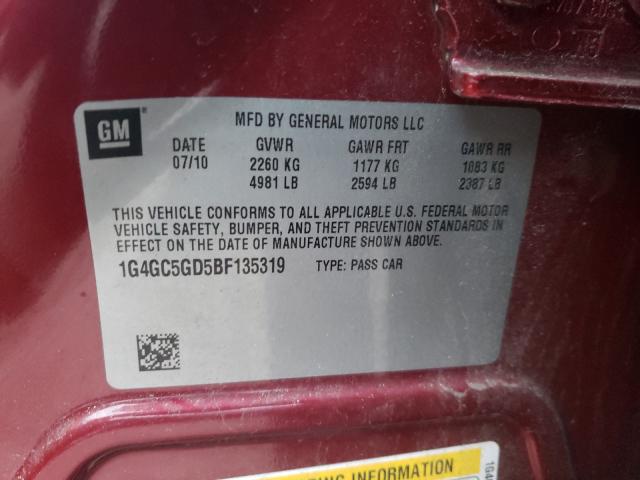 GM
MFD BY GENERAL MOTORS LLC
DATE GVWR GAWR FRT GAWR RR
07/10 2260 KG 1177 KG 1083 KG
4981 LB 2594 LB 2387 LB
THIS VEHICLE CONFORMS TO ALL APPLICABLE U.S. FEDERAL MOTOR
VEHICLE SAFETY, BUMPER, AND THEFT PREVENTION STANDARDS IN
EFFECT ON THE DATE OF MANUFACTURE SHOWN ABOVE.
1G4GC5GD5BF135319 TYPE: PASS CAR
INFORMATION